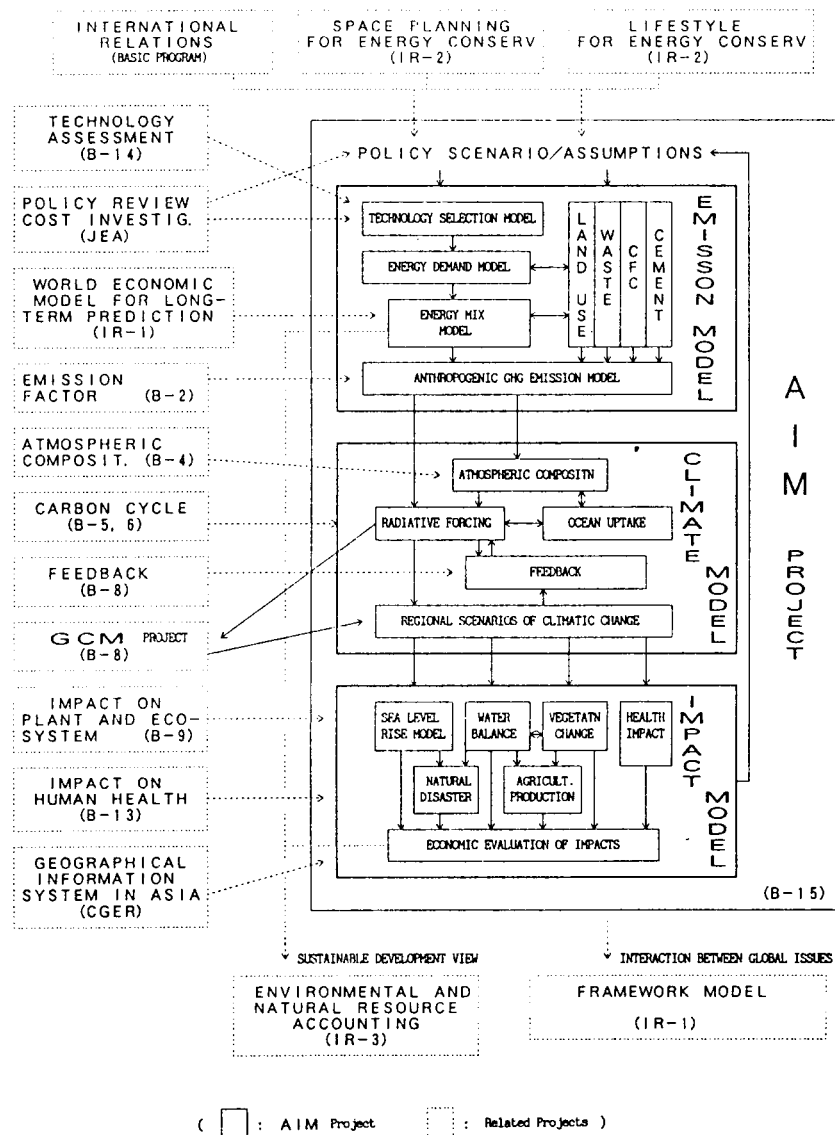 INTERNATIONAL
RELATIONS
(BASIC PROGRAM)
SPACE PLANNING
FOR ENERGY CONSERV
(IR-2)
LIFESTYLE
FOR ENERGY CONSERV
(IR-2)
TECHNOLOGY
ASSESSMENT
(B-14)
POLICY REVIEW
COST INVESTIG.
(JEA)
WORLD ECONOMIC
MODEL FOR LONG-
TERM PREDICTION
(IR-1)
EMISSION
FACTOR (B-2)
ATMOSPHERIC
COMPOSIT. (B-4)
CARBON CYCLE
(B-5, 6)
FEEDBACK
(B-8)
GCM PROJECT
(B-8)
IMPACT ON
PLANT AND ECO-
SYSTEM (B-9)
IMPACT ON
HUMAN HEALTH
(B-13)
GEOGRAPHICAL
INFORMATION
SYSTEM IN ASIA
(CGER)
POLICY SCENARIO/ASSUMPTIONS
TECHNOLOGY SELECTION MODEL
ENERGY DEMAND MODEL
ENERGY MIX
MODEL
LAND USE
WASTE
CFC
CEMENT
ANTHROPOGENIC GHG EMISSION MODEL
EMISSON MODEL
ATMOSPHERIC COMPOSITN
RADIATIVE FORCING
OCEAN UPTAKE
FEEDBACK
REGIONAL SCENARIOS OF CLIMATIC CHANGE
CLIMATE MODEL
SEA LEVEL
RISE MODEL
WATER
BALANCE
VEGETATN
CHANGE
HEALTH
IMPACT
NATURAL
DISASTER
AGRICULT.
PRODUCTION
ECONOMIC EVALUATION OF IMPACTS
IMPACT MODEL
AIM PROJECT
(B-15)
SUSTAINABLE DEVELOPMENT VIEW
INTERACTION BETWEEN GLOBAL ISSUES
ENVIRONMENTAL AND
NATURAL RESOURCE
ACCOUNTING
(IR-3)
FRAMEWORK MODEL
(IR-1)
( : AIM Project : Related Projects )